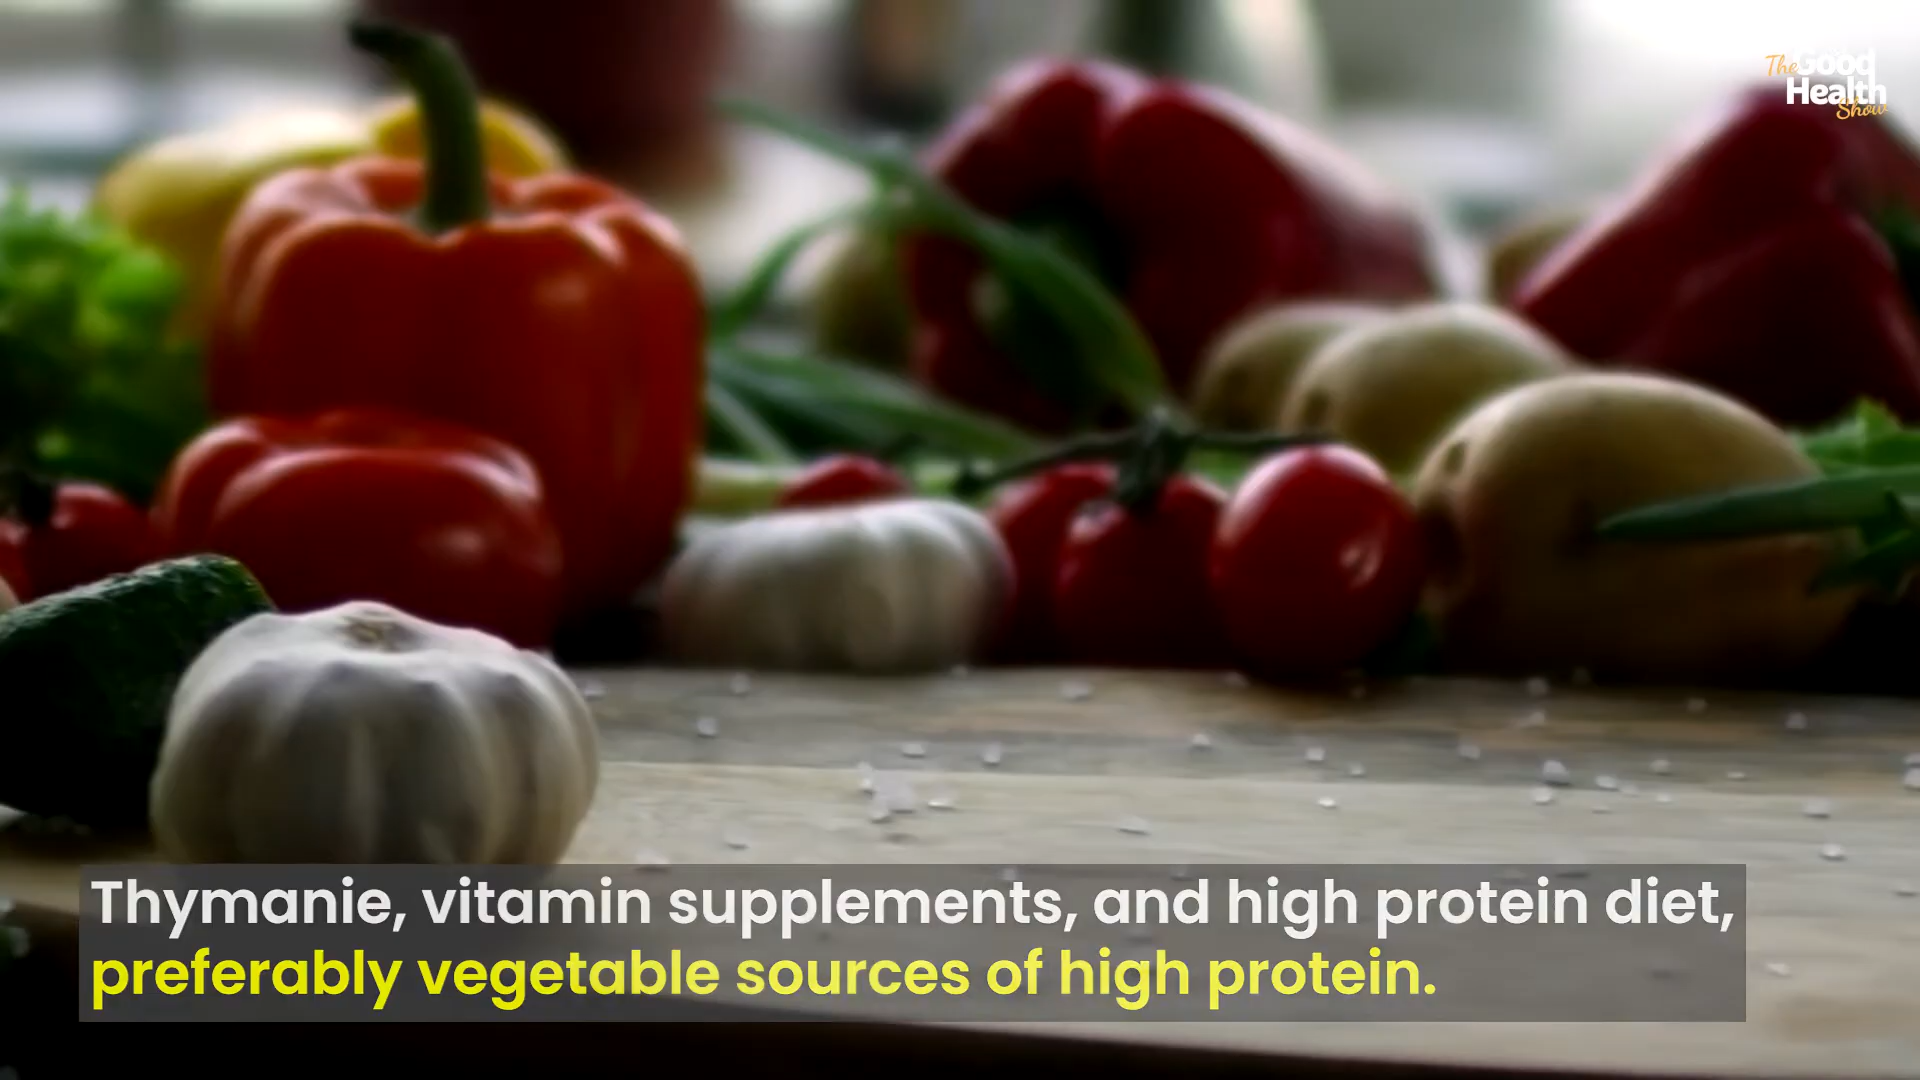 The Good
Health
Show
Thymanie, vitamin supplements, and high protein diet,
preferably vegetable sources of high protein.